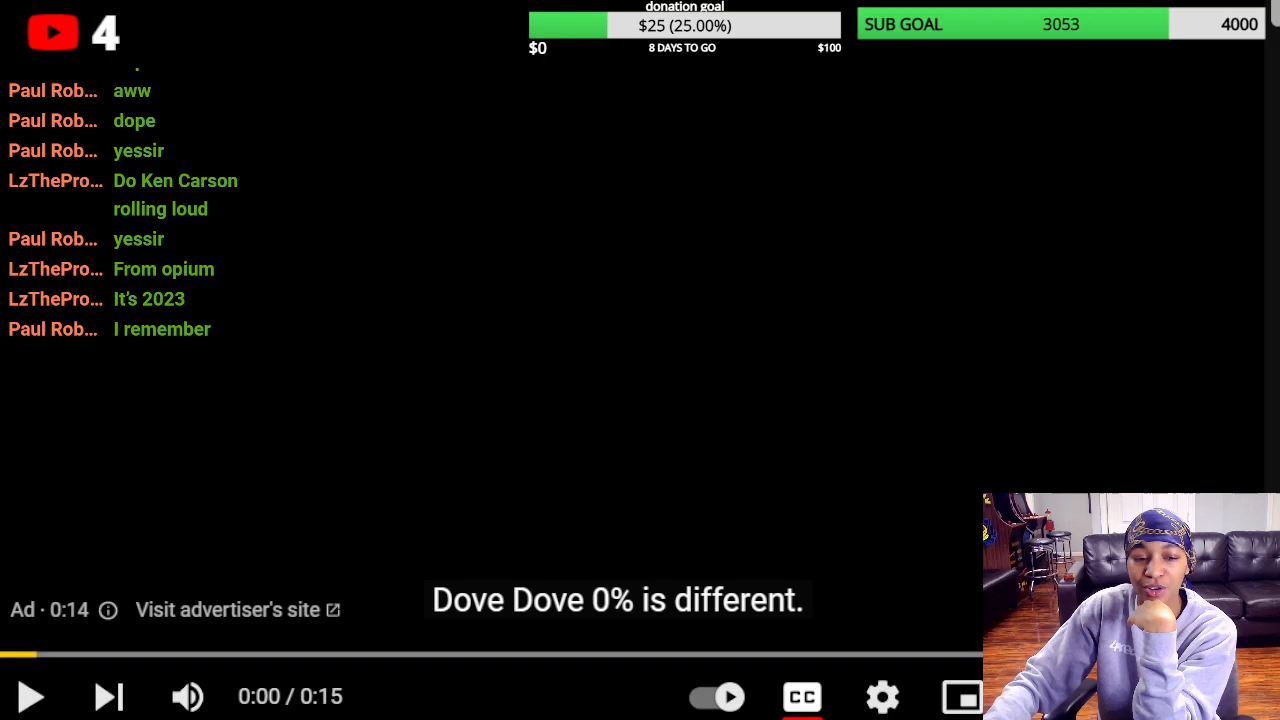 4
donation goal
$25 (25.00%)
$0 8 DAYS TO GO $100
SUB GOAL 3053 4000
Paul Rob... aww
Paul Rob... dope
Paul Rob... yessir
LzThePro... Do Ken Carson
rolling loud
Paul Rob... yessir
LzThePro... From opium
LzThePro... It's 2023
Paul Rob... I remember
Dove Dove 0% is different.
Ad · 0:14 Visit advertiser's site
0:00 / 0:15
CC